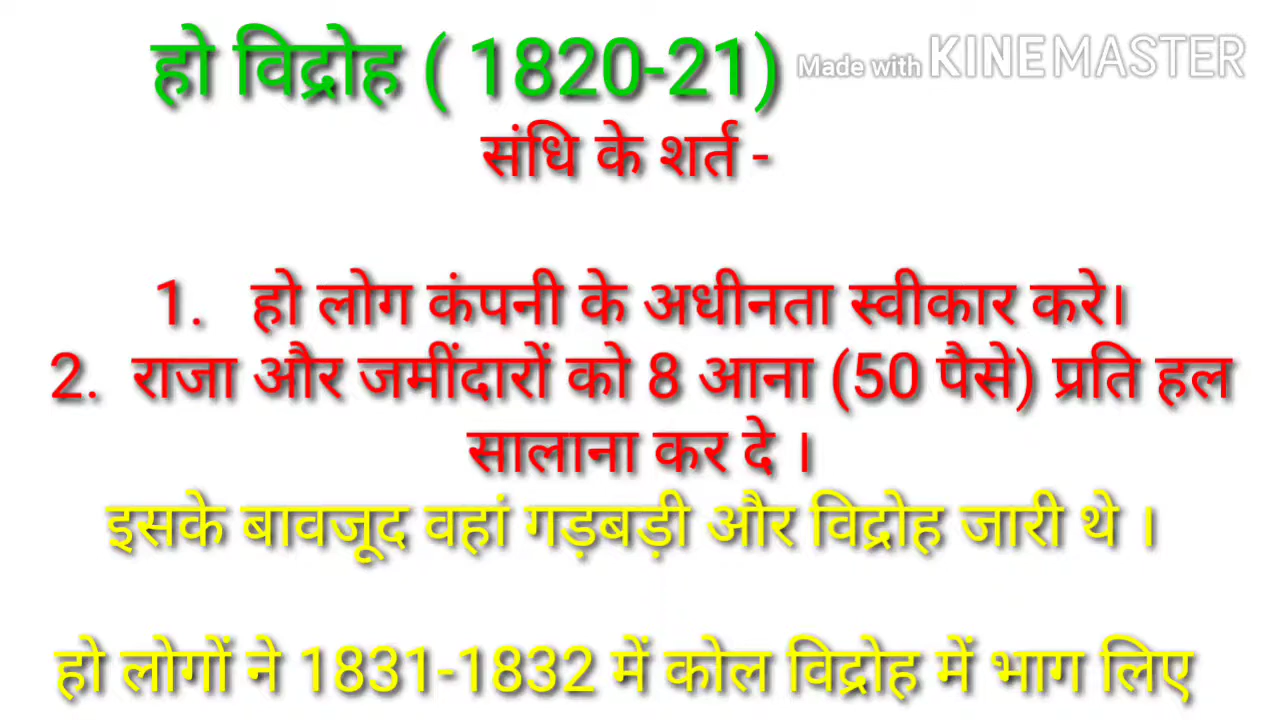 हो विद्रोह ( 1820-21)
Made with KINEMASTER
संधि के शर्त -
1. हो लोग कंपनी के अधीनता स्वीकार करे।
2. राजा और जमींदारों को 8 आना (50 पैसे) प्रति हल
सालाना कर दे ।
इसके बावजूद वहां गड़बड़ी और विद्रोह जारी थे ।
हो लोगों ने 1831-1832 में कोल विद्रोह में भाग लिए